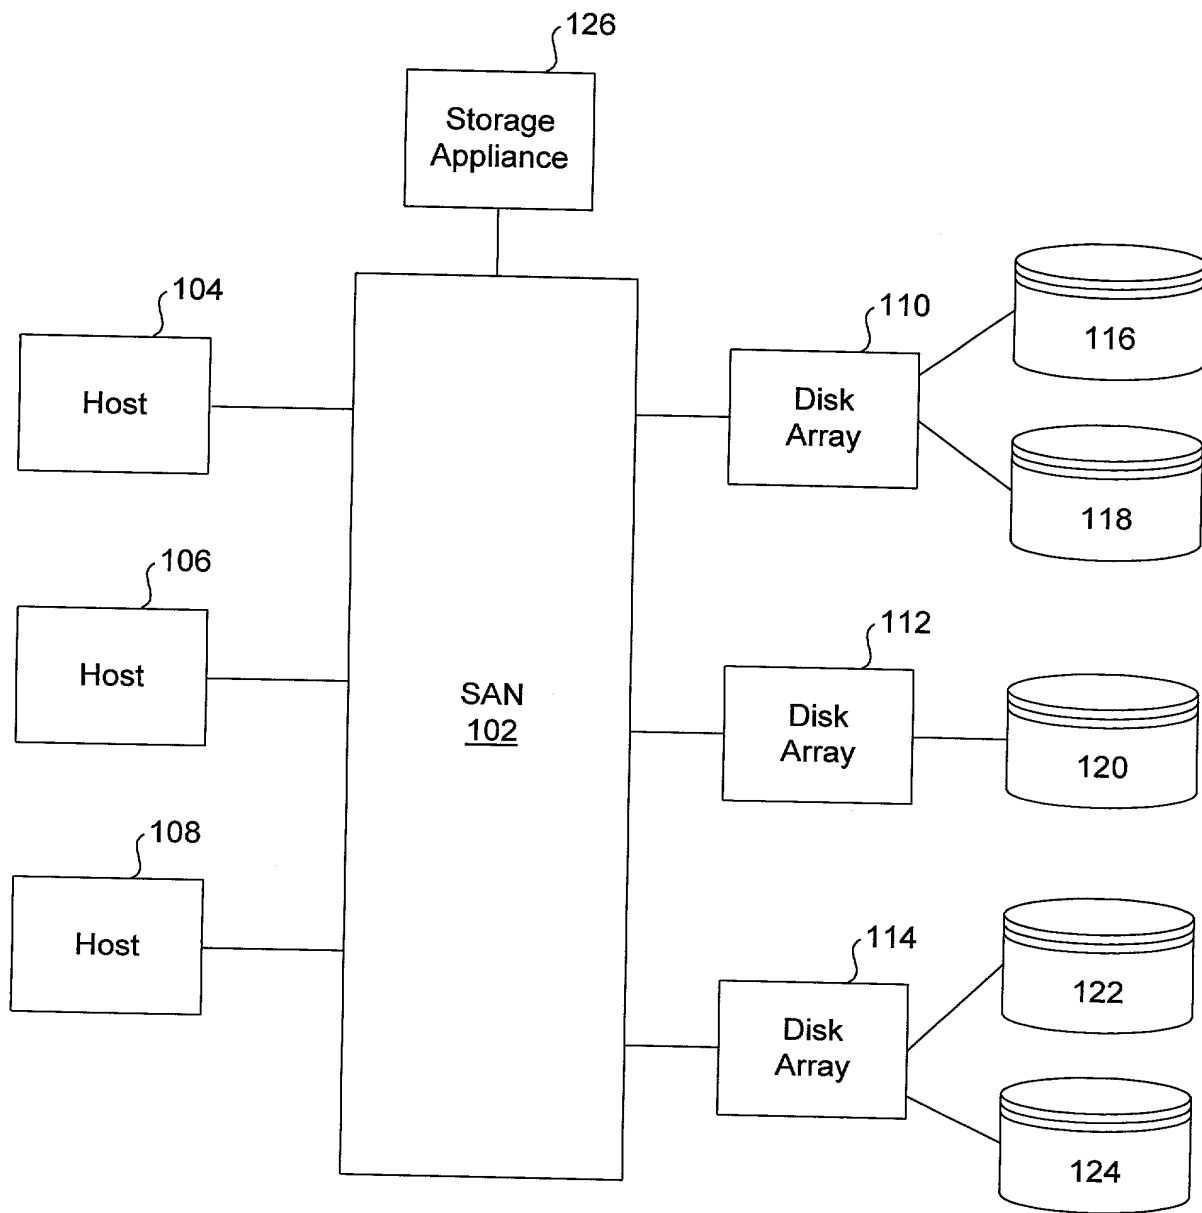 126
Storage
Appliance
104
Host
110
Disk
Array
116
118
106
Host
SAN
102
112
Disk
Array
120
108
Host
114
Disk
Array
122
124